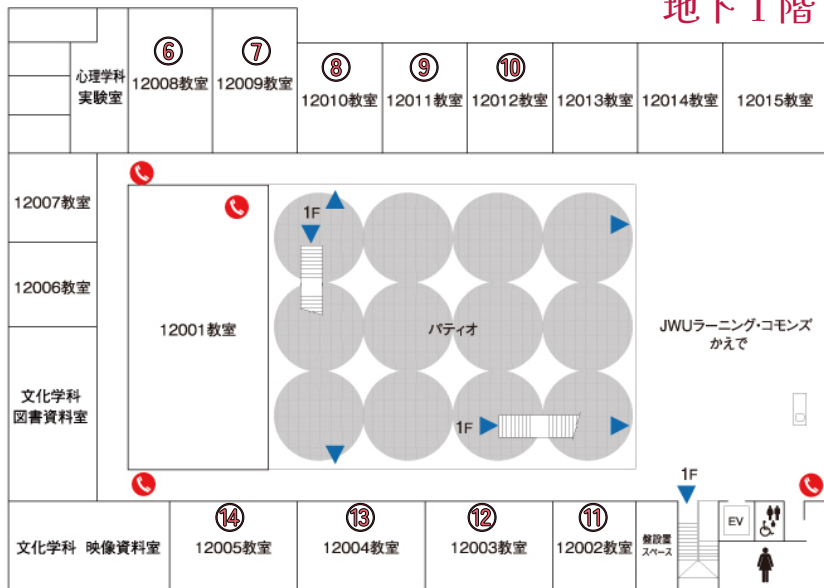 地下1階
⑥
⑦
⑧
⑨
⑩
心理学科
実験室
12008教室
12009教室
12010教室
12011教室
12012教室
12013教室
12014教室
12015教室
12007教室
12006教室
文化学科
図書資料室
12001教室
1F
パティオ
1F
JWUラーニング・コモンズ
かえで
1F
文化学科 映像資料室
⑭
12005教室
⑬
12004教室
⑫
12003教室
⑪
12002教室
盤設置
スペース
EV